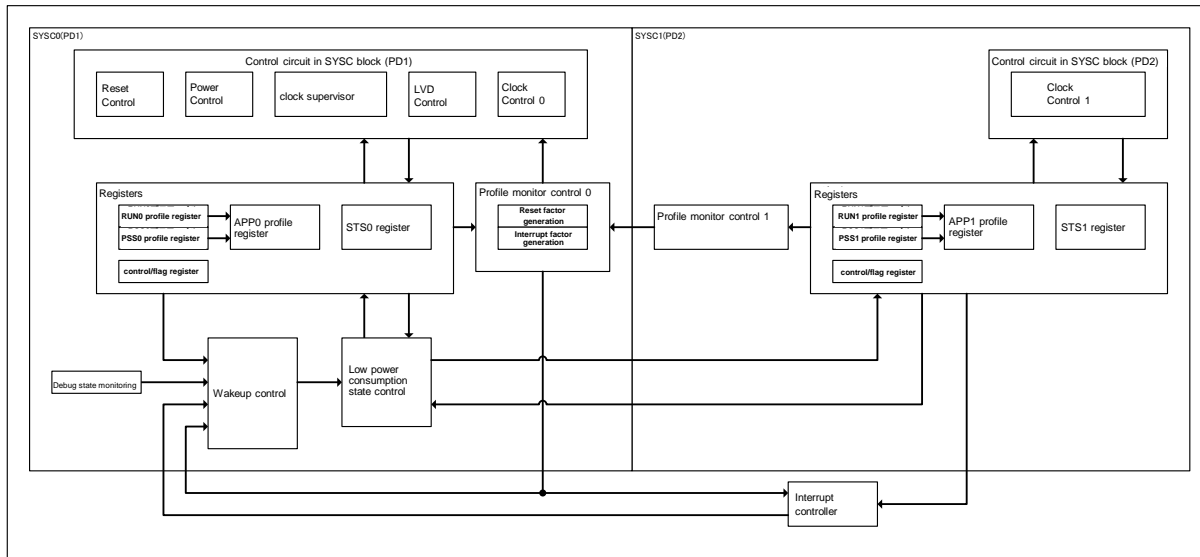 SYSC0(PD1)
SYSC1(PD2)
Control circuit in SYSC block (PD1)
Reset
Control
Power
Control
clock supervisor
LVD
Control
Clock
Control 0
Control circuit in SYSC block (PD2)
Clock
Control 1
Registers
RUN0 profile register
PSS0 profile register
APP0 profile
register
STS0 register
control/flag register
Profile monitor control 0
Reset factor
generation
Interrupt factor
generation
Profile monitor control 1
Registers
RUN1 profile register
PSS1 profile register
APP1 profile
register
STS1 register
control/flag register
Debug state monitoring
Wakeup control
Low power
consumption
state control
Interrupt
controller